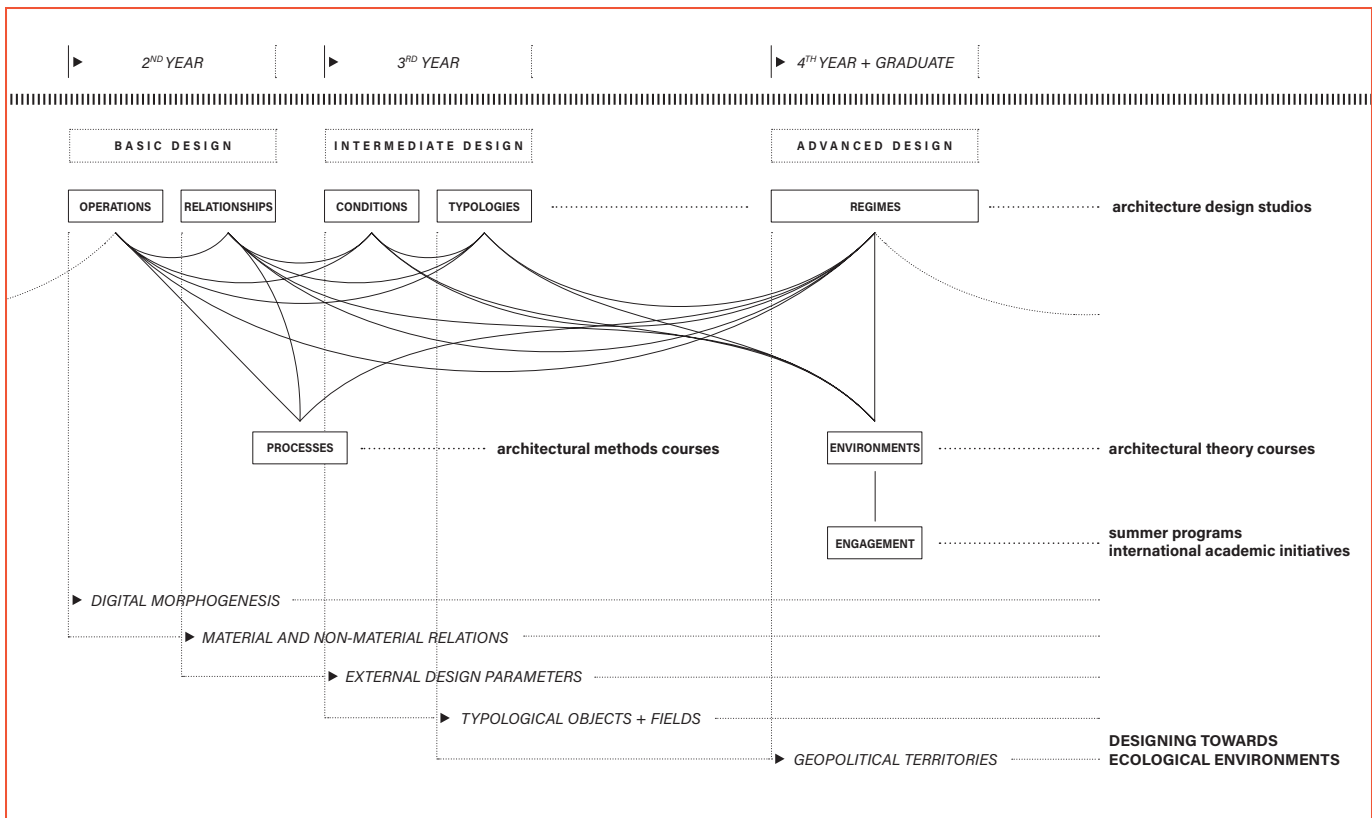 2ND YEAR
3RD YEAR
4TH YEAR + GRADUATE
BASIC DESIGN
INTERMEDIATE DESIGN
ADVANCED DESIGN
OPERATIONS
RELATIONSHIPS
CONDITIONS
TYPOLOGIES
REGIMES
architecture design studios
PROCESSES
architectural methods courses
ENVIRONMENTS
architectural theory courses
ENGAGEMENT
summer programs
international academic initiatives
DIGITAL MORPHOGENESIS
MATERIAL AND NON-MATERIAL RELATIONS
EXTERNAL DESIGN PARAMETERS
TYPOLOGICAL OBJECTS + FIELDS
GEOPOLITICAL TERRITORIES
DESIGNING TOWARDS
ECOLOGICAL ENVIRONMENTS